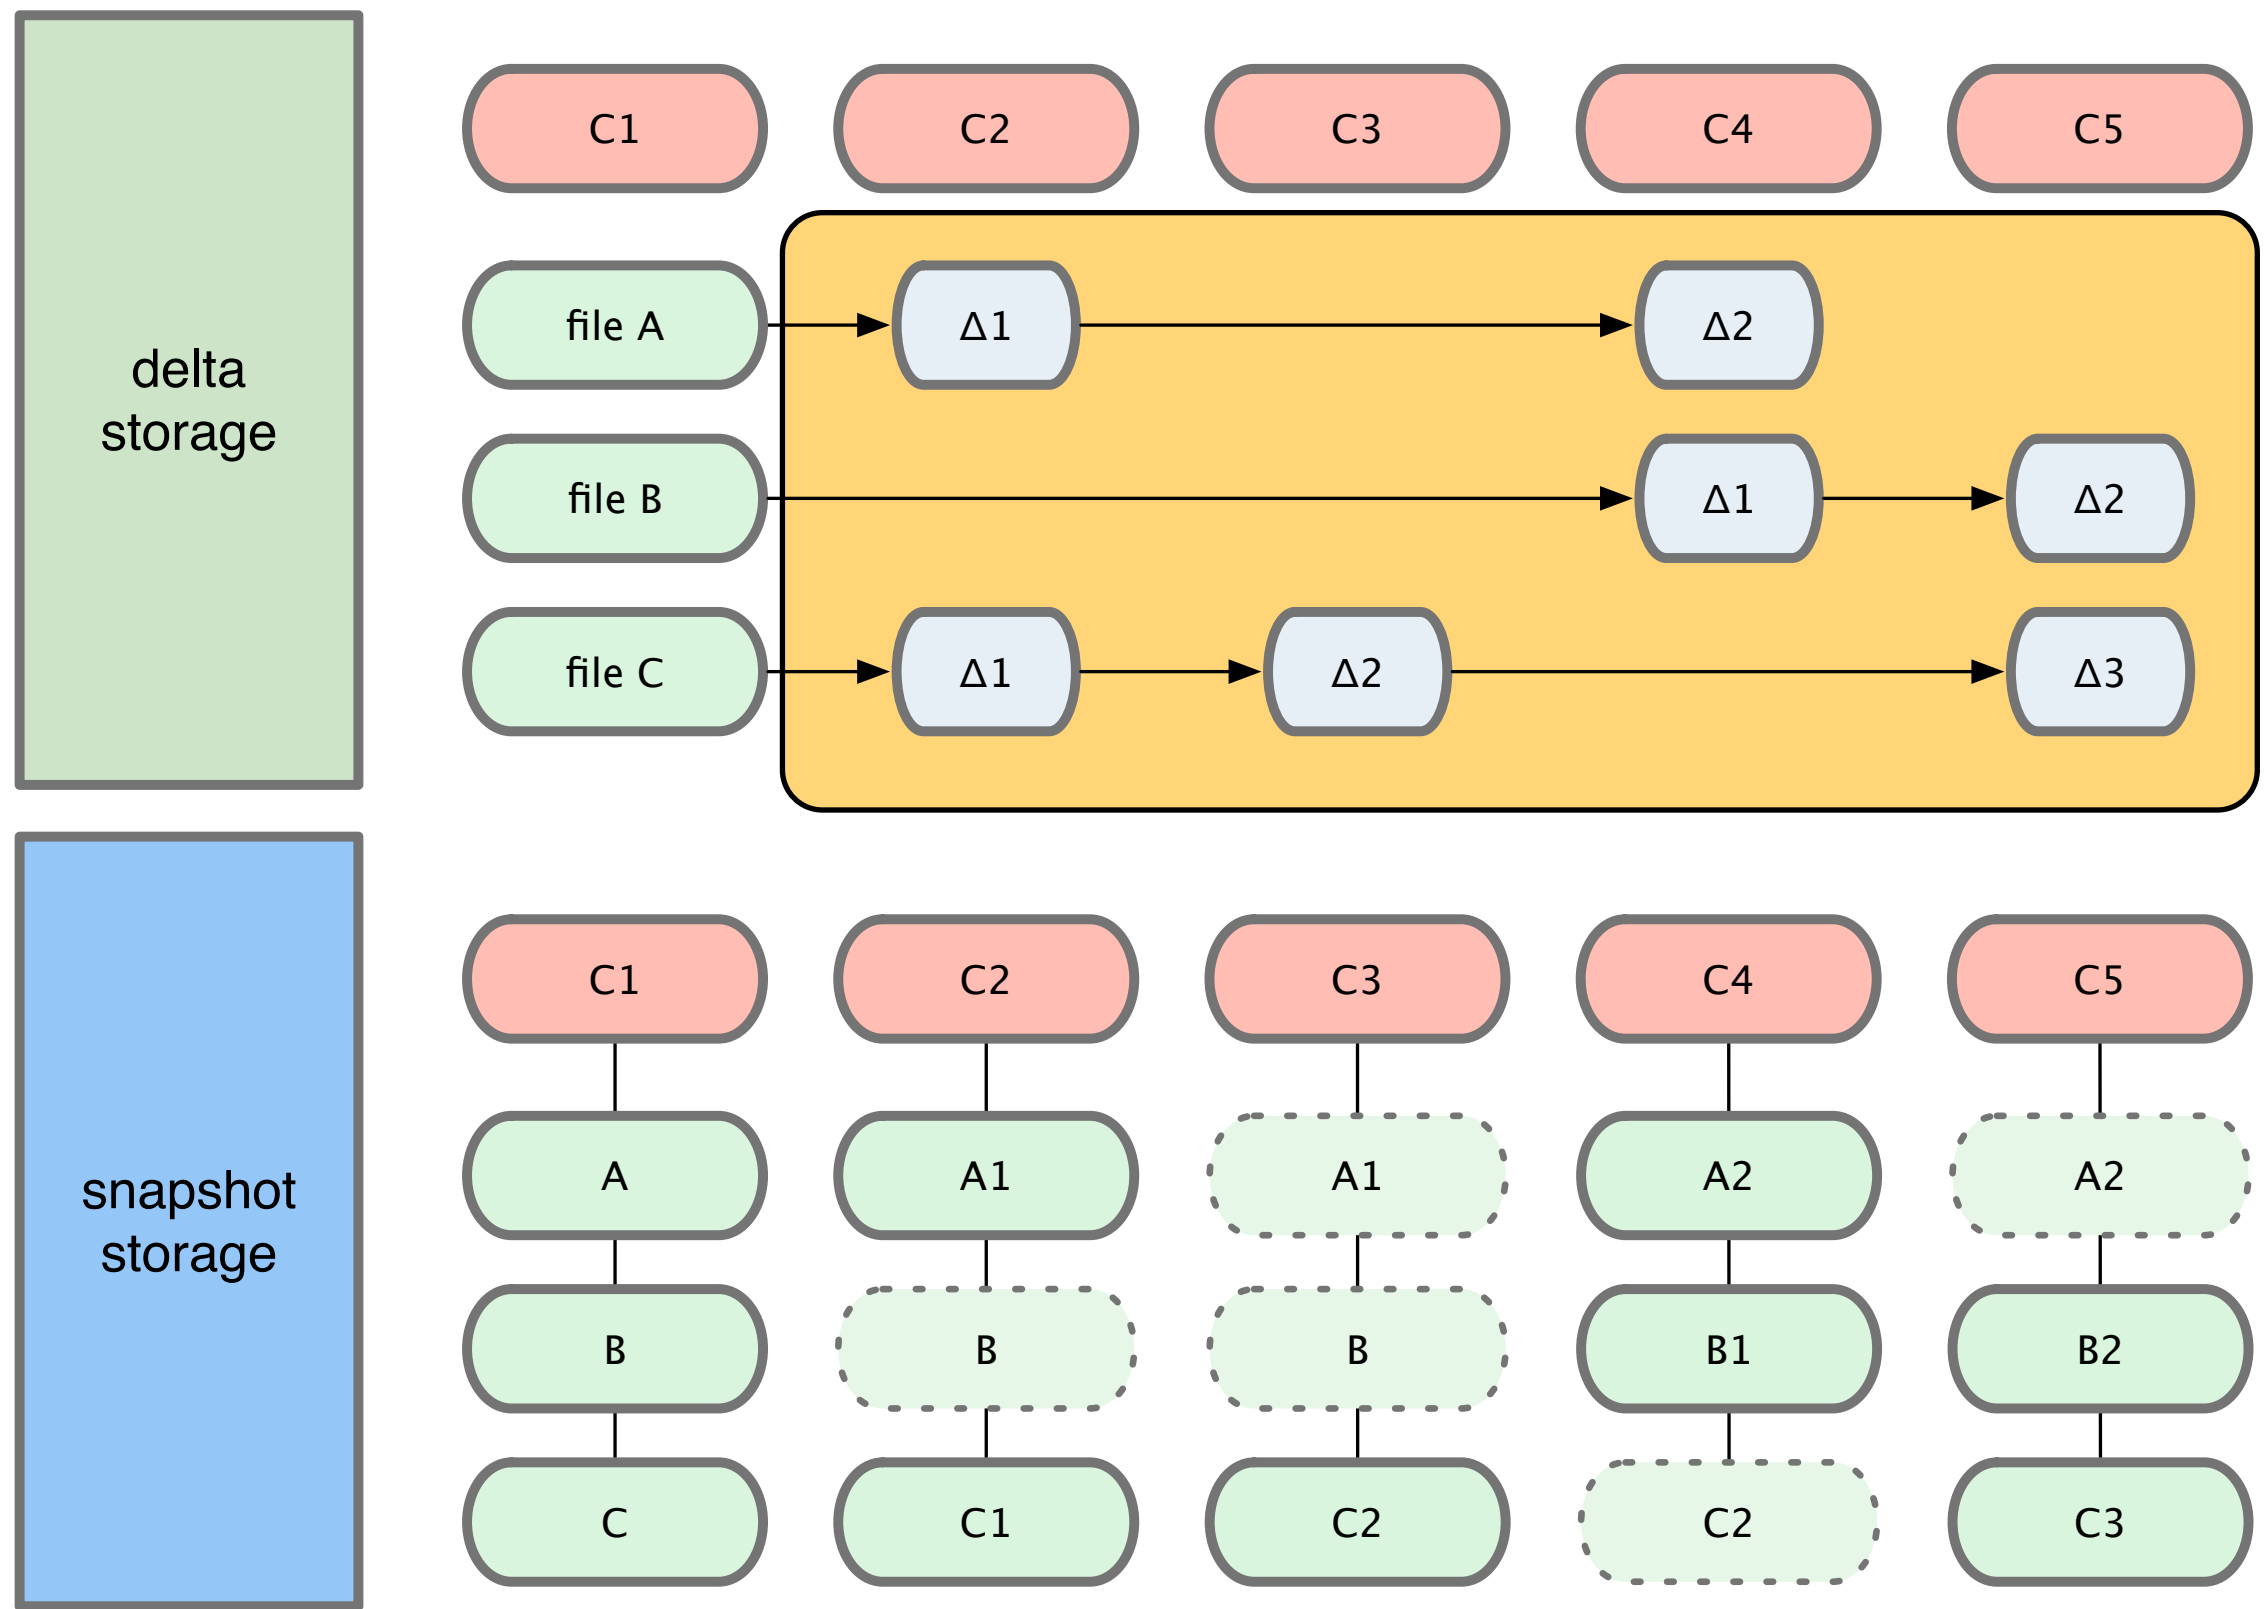 delta
storage
C1 C2 C3 C4 C5
file A Δ1 Δ2
file B Δ1 Δ2
file C Δ1 Δ2 Δ3
snapshot
storage
C1 C2 C3 C4 C5
A A1 A1 A2 A2
B B B B1 B2
C C1 C2 C2 C3